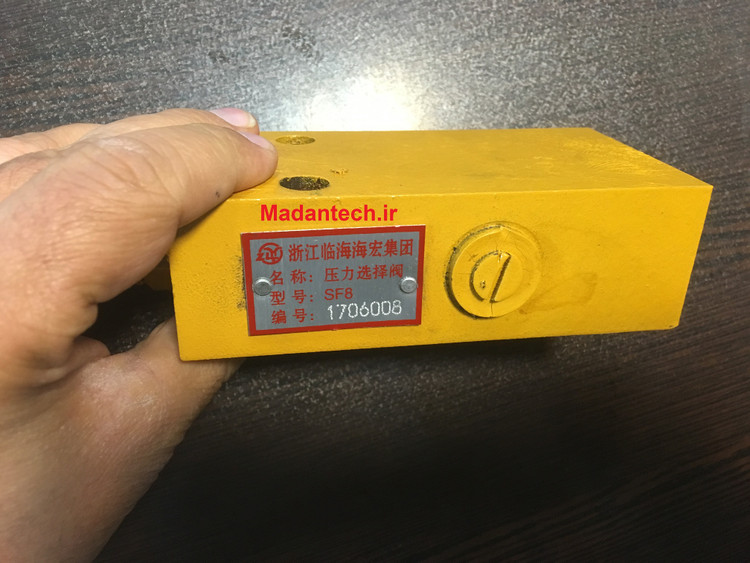 Madantech.ir
浙江临海海宏集团
名称：压力选择阀
型号：SF8
编号：1706008